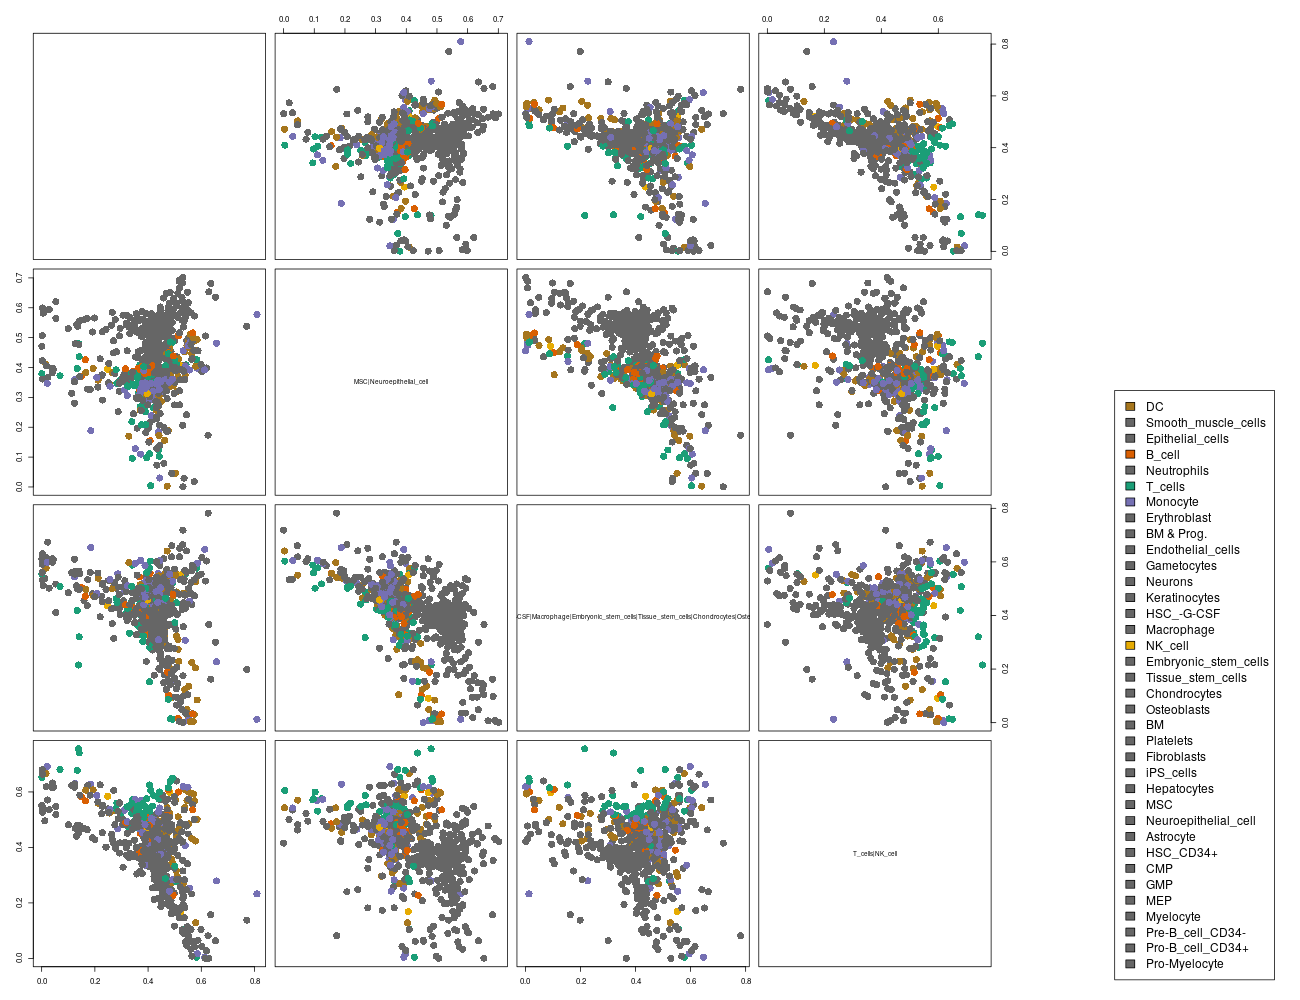 0.0 0.1 0.2 0.3 0.4 0.5 0.6 0.7
0.0 0.2 0.4 0.6
0.0 0.2 0.4 0.6 0.8
0.0 0.1 0.2 0.3 0.4 0.5 0.6 0.7
MSC|Neuroepithelial_cell
0.0 0.2 0.4 0.6 0.8
CSF|Macrophage|Embryonic_stem_cells|Tissue_stem_cells|Chondrocytes|Oste
0.0 0.2 0.4 0.6
T_cells|NK_cell
0.0 0.2 0.4 0.6 0.8
0.0 0.2 0.4 0.6 0.8
DC
Smooth_muscle_cells
Epithelial_cells
B_cell
Neutrophils
T_cells
Monocyte
Erythroblast
BM & Prog.
Endothelial_cells
Gametocytes
Neurons
Keratinocytes
HSC_-G-CSF
Macrophage
NK_cell
Embryonic_stem_cells
Tissue_stem_cells
Chondrocytes
Osteoblasts
BM
Platelets
Fibroblasts
iPS_cells
Hepatocytes
MSC
Neuroepithelial_cell
Astrocyte
HSC_CD34+
CMP
GMP
MEP
Myelocyte
Pre-B_cell_CD34-
Pro-B_cell_CD34+
Pro-Myelocyte